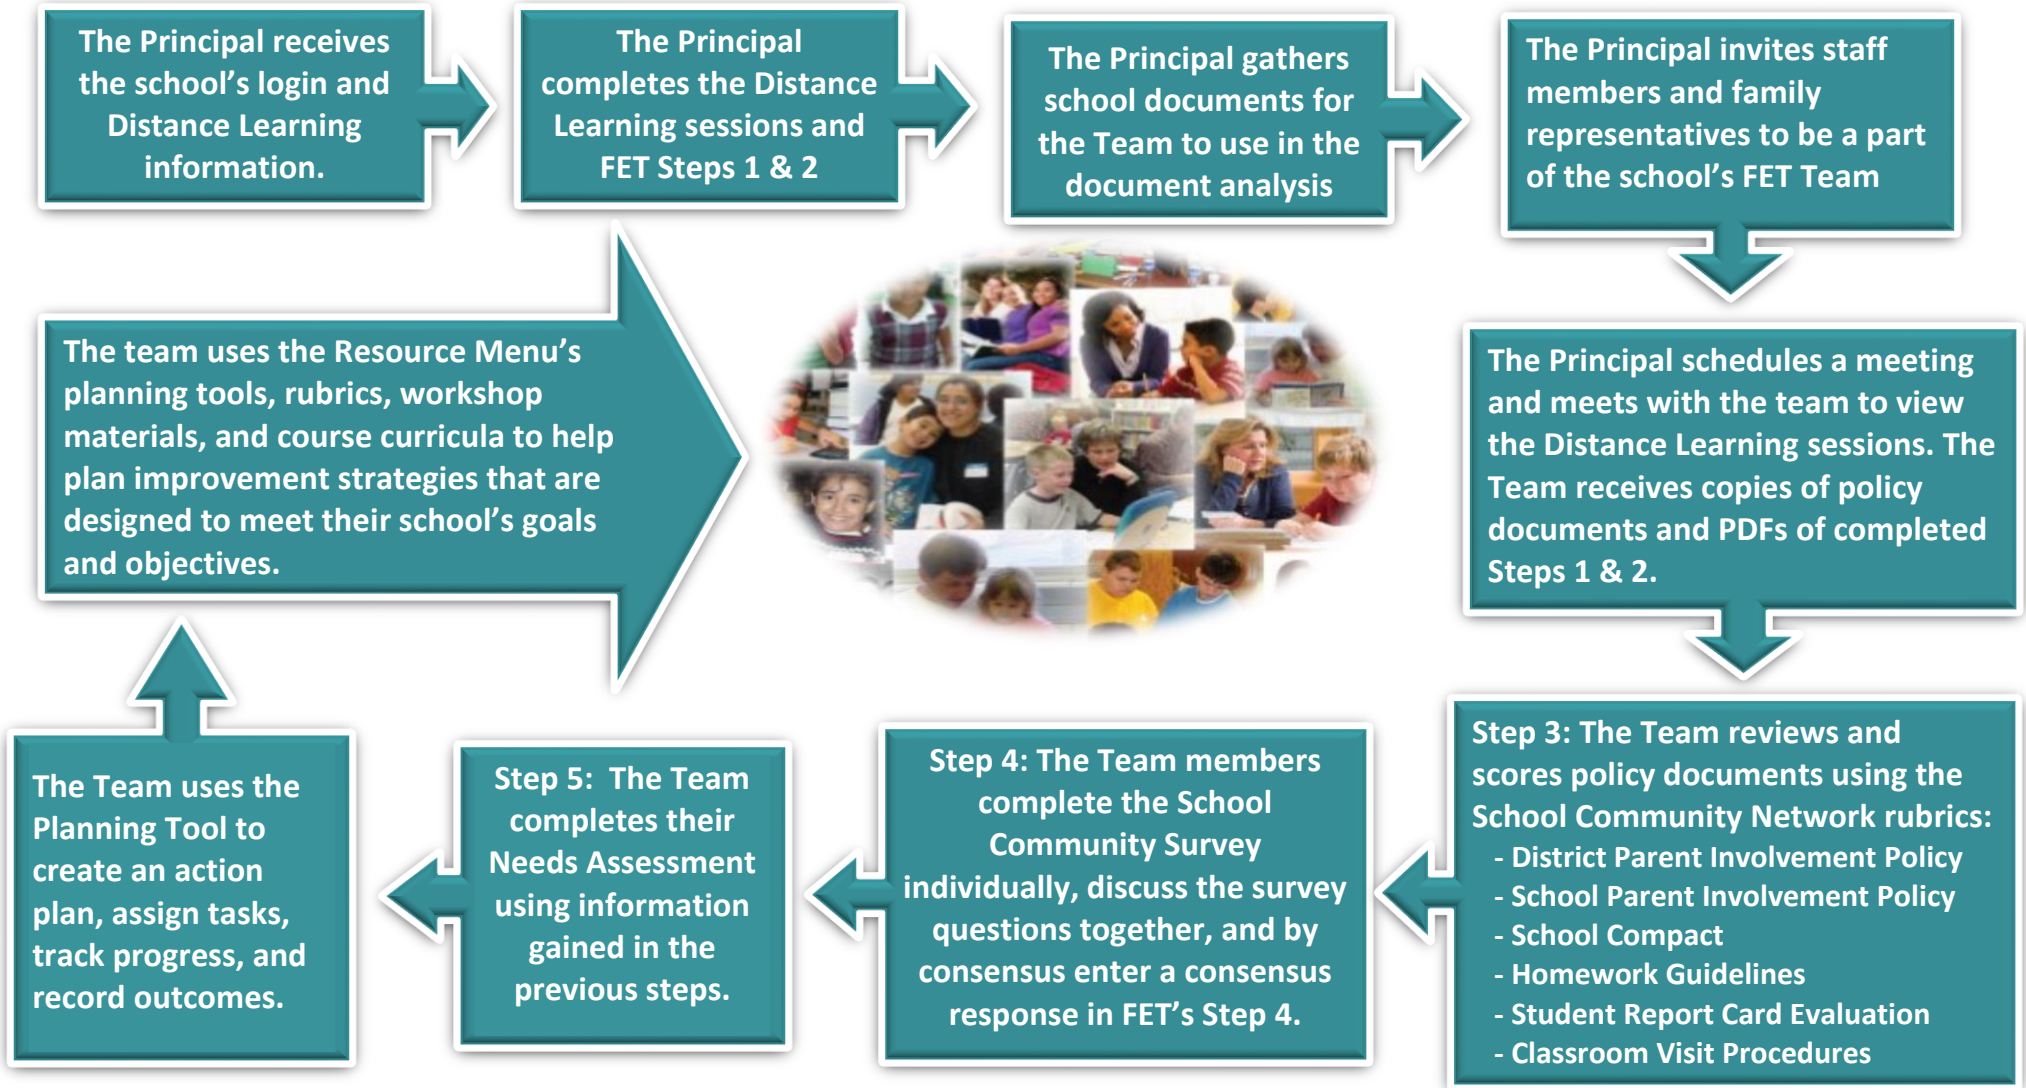 The Principal receives
the school’s login and
Distance Learning
information.
The Principal
completes the Distance
Learning sessions and
FET Steps 1 & 2
The Principal gathers
school documents for
the Team to use in the
document analysis
The Principal invites staff
members and family
representatives to be a part
of the school’s FET Team
The Principal schedules a meeting
and meets with the team to view
the Distance Learning sessions. The
Team receives copies of policy
documents and PDFs of completed
Steps 1 & 2.
Step 3: The Team reviews and
scores policy documents using the
School Community Network rubrics:
- District Parent Involvement Policy
- School Parent Involvement Policy
- School Compact
- Homework Guidelines
- Student Report Card Evaluation
- Classroom Visit Procedures
Step 4: The Team members
complete the School
Community Survey
individually, discuss the survey
questions together, and by
consensus enter a consensus
response in FET’s Step 4.
Step 5:  The Team
completes their
Needs Assessment
using information
gained in the
previous steps.
The Team uses the
Planning Tool to
create an action
plan, assign tasks,
track progress, and
record outcomes.
The team uses the Resource Menu’s
planning tools, rubrics, workshop
materials, and course curricula to help
plan improvement strategies that are
designed to meet their school’s goals
and objectives.